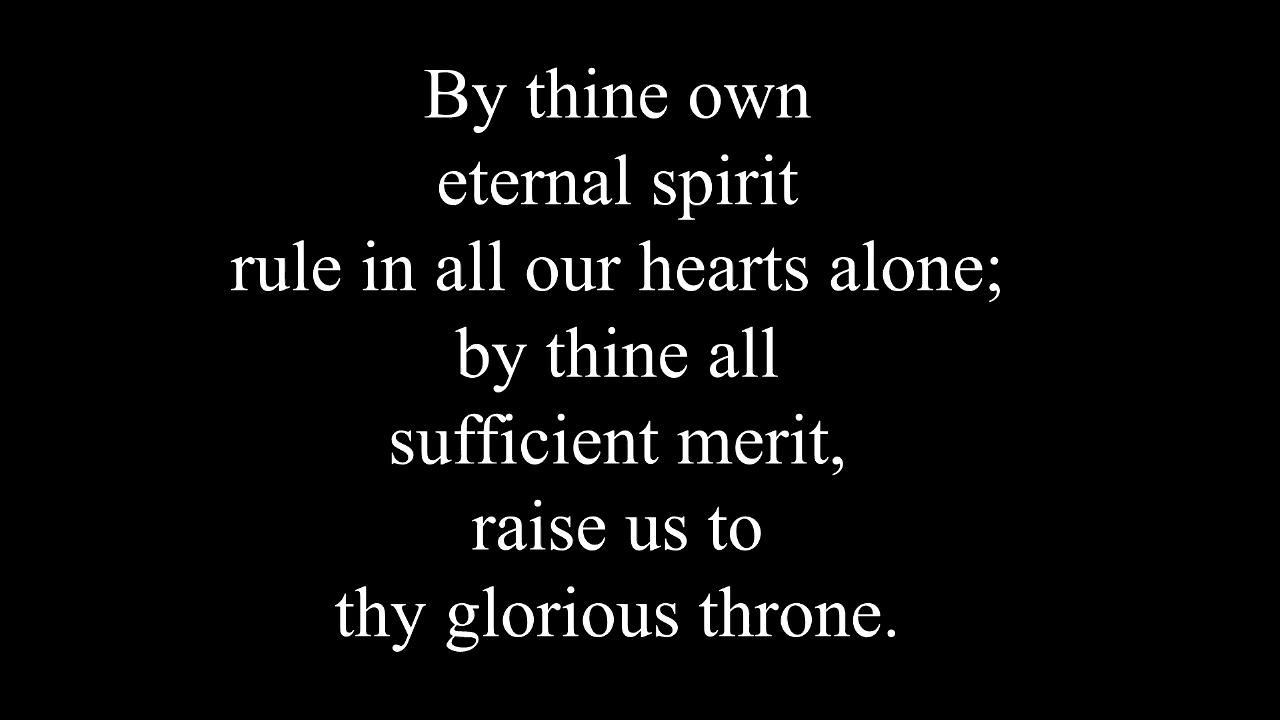 By thine own
eternal spirit
rule in all our hearts alone;
by thine all
sufficient merit,
raise us to
thy glorious throne.